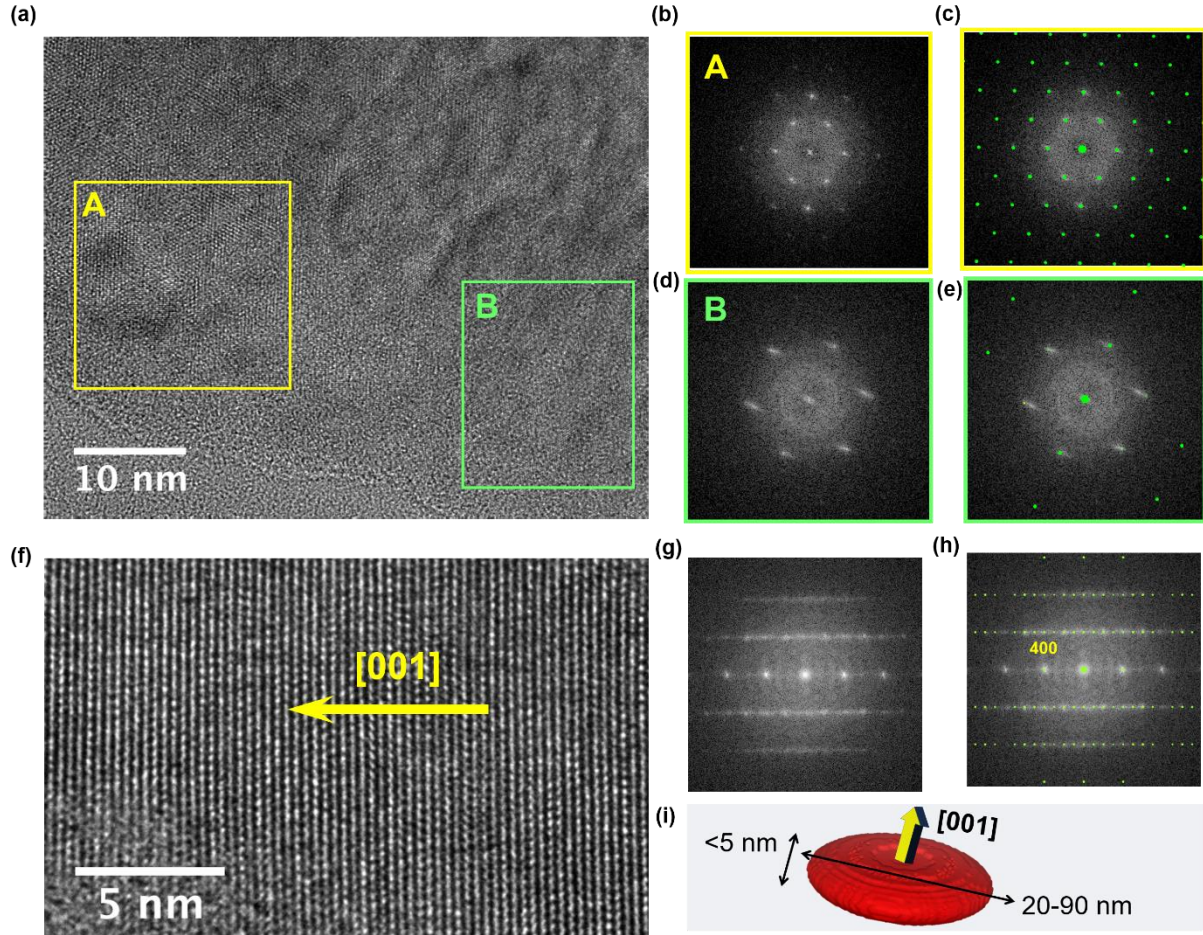 (a)
A
B
10 nm
(b)
A
(c)
(d)
B
(e)
(f)
[001]
5 nm
(g)
(h)
400
(i)
[001]
<5 nm
20-90 nm